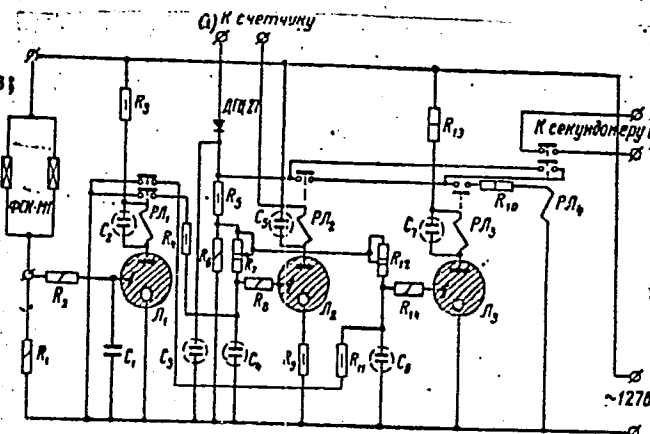 а) К счетчику
R3
ДГЦ27
R13
К секундомеру
ФСК-М1
РЛ1
R4
R5
C5
РЛ2
R10
РЛ4
C2
C7
РЛ3
R6
R7
R12
R2
Л1
R8
Л2
R14
Л3
R1
C1
C3
C4
R9
R11
C8
~127в